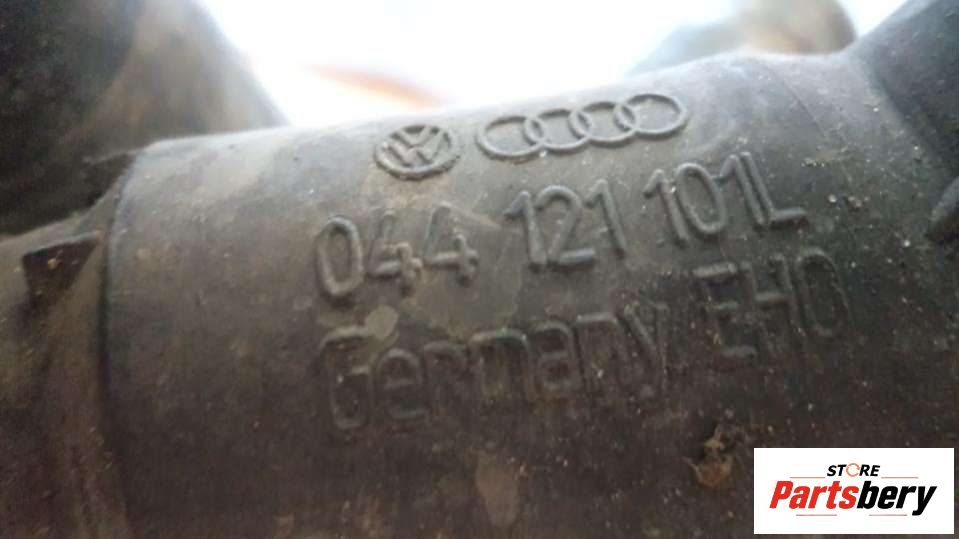 044 121 101L
Germany EHO
STORE
Partsbery